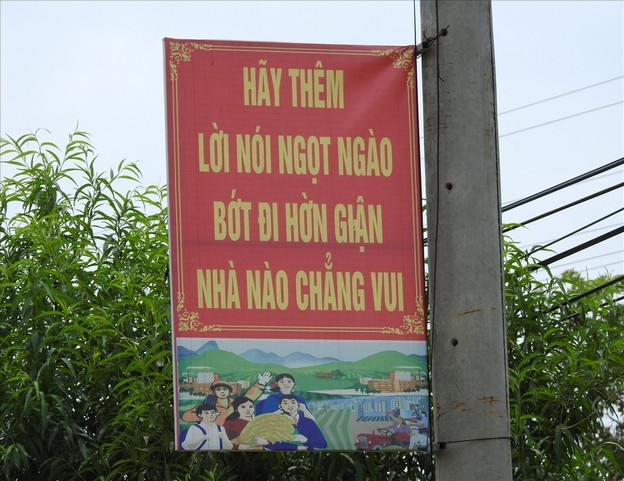 HÃY THÊM
LỜI NÓI NGỌT NGÀO
BỚT ĐI HỜN GIẬN
NHÀ NÀO CHẲNG VUI